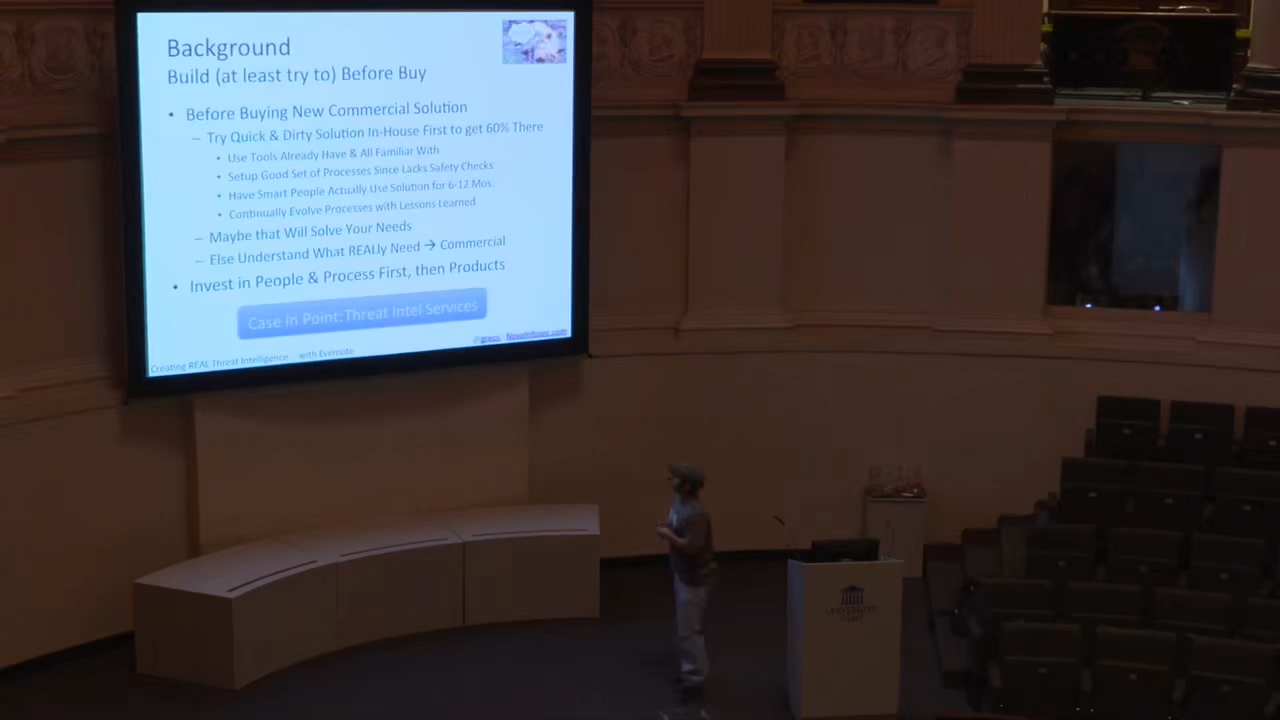 Background
Build (at least try to) Before Buy
• Before Buying New Commercial Solution
– Try Quick & Dirty Solution In-House First to get 60% There
• Use Tools Already Have & All Familiar With
• Setup Good Set of Processes Since Lacks Safety Checks
• Have Smart People Actually Use Solution for 6-12 Mos.
• Continually Evolve Processes with Lessons Learned
– Maybe that Will Solve Your Needs
– Else Understand What REALly Need → Commercial
• Invest in People & Process First, then Products
Case in Point: Threat Intel Services
@grecs, NovaInfosec.com
Creating REAL Threat Intelligence ... with Evernote
UNIVERSITEIT